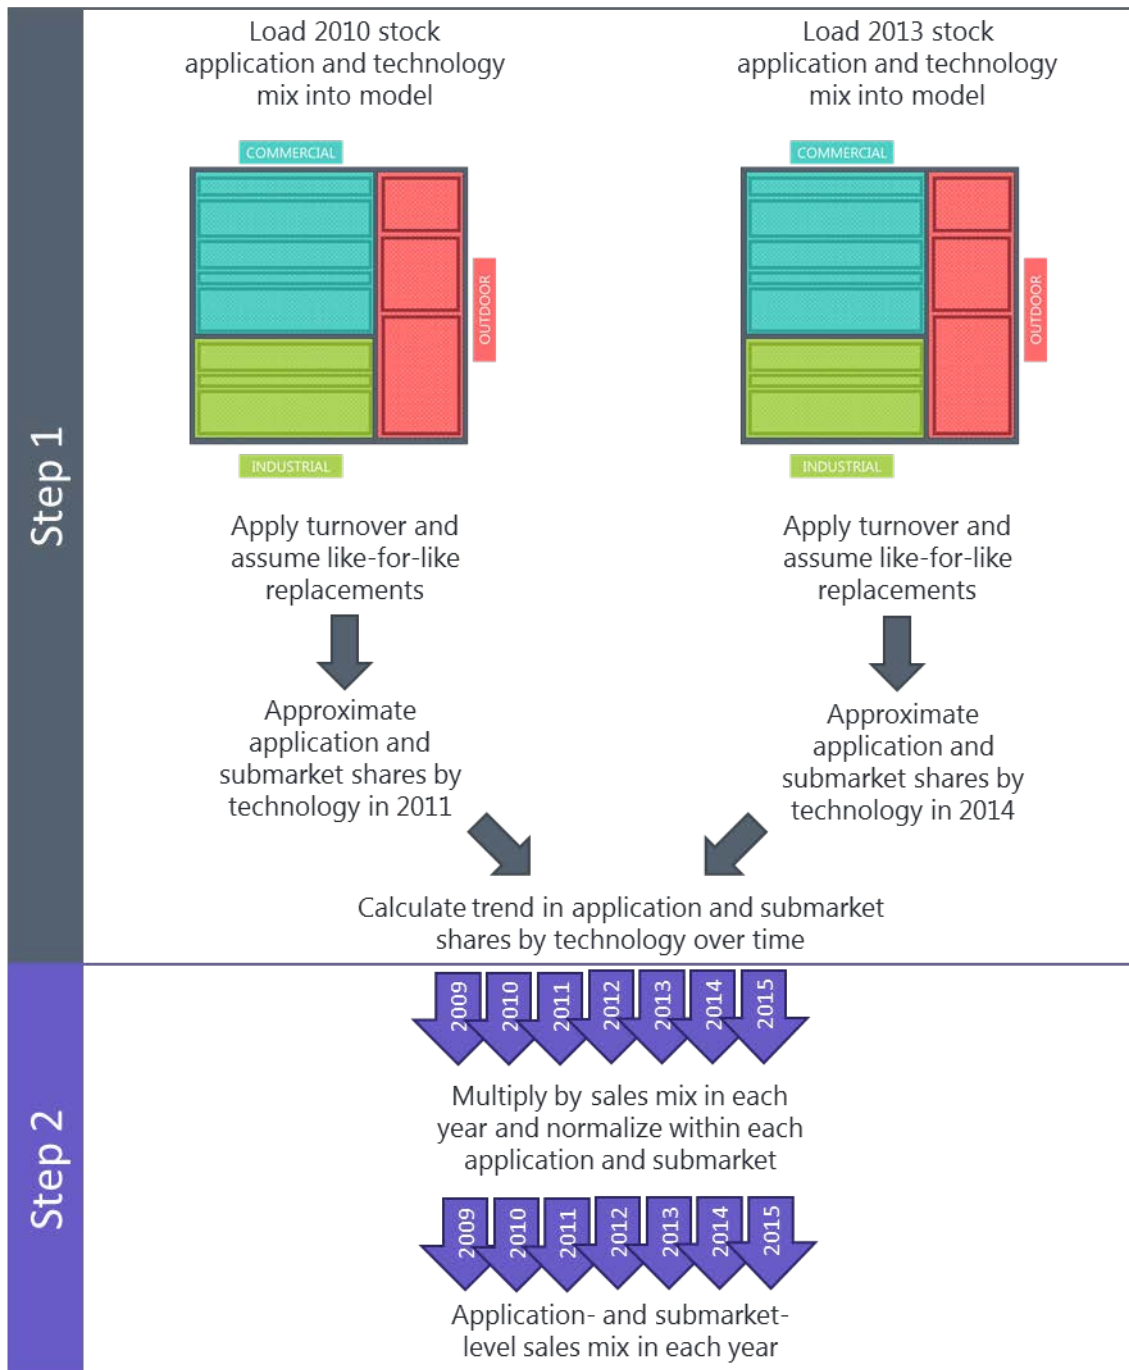 Step 1
Load 2010 stock
application and technology
mix into model
COMMERCIAL
OUTDOOR
INDUSTRIAL
Apply turnover and
assume like-for-like
replacements
Approximate
application and
submarket shares by
technology in 2011
Load 2013 stock
application and technology
mix into model
COMMERCIAL
OUTDOOR
INDUSTRIAL
Apply turnover and
assume like-for-like
replacements
Approximate
application and
submarket shares by
technology in 2014
Calculate trend in application and submarket
shares by technology over time
Step 2
2009
2010
2011
2012
2013
2014
2015
Multiply by sales mix in each
year and normalize within each
application and submarket
2009
2010
2011
2012
2013
2014
2015
Application- and submarket-
level sales mix in each year